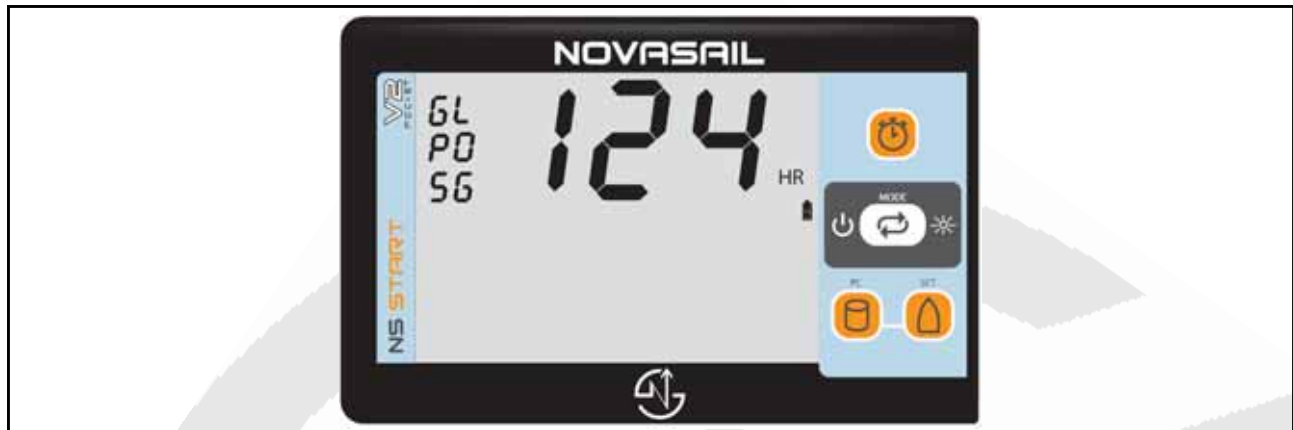 NOVASAIL
V2
POCKET
NS START
GL
PO
SG
124
HR
MODE
PC
SET